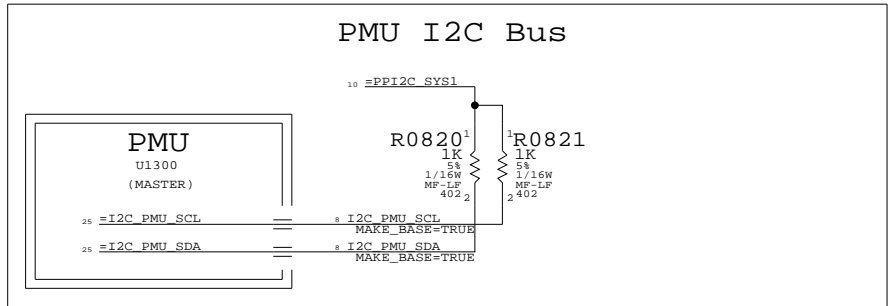 PMU I2C Bus
10 =PPI2C_SYS1
R0820 1
1K
5%
1/16W
MF-LF
402 2
1 R0821
1K
5%
1/16W
MF-LF
2 402
PMU
U1300
(MASTER)
25 =I2C_PMU_SCL
8 I2C_PMU_SCL
MAKE_BASE=TRUE
25 =I2C_PMU_SDA
8 I2C_PMU_SDA
MAKE_BASE=TRUE